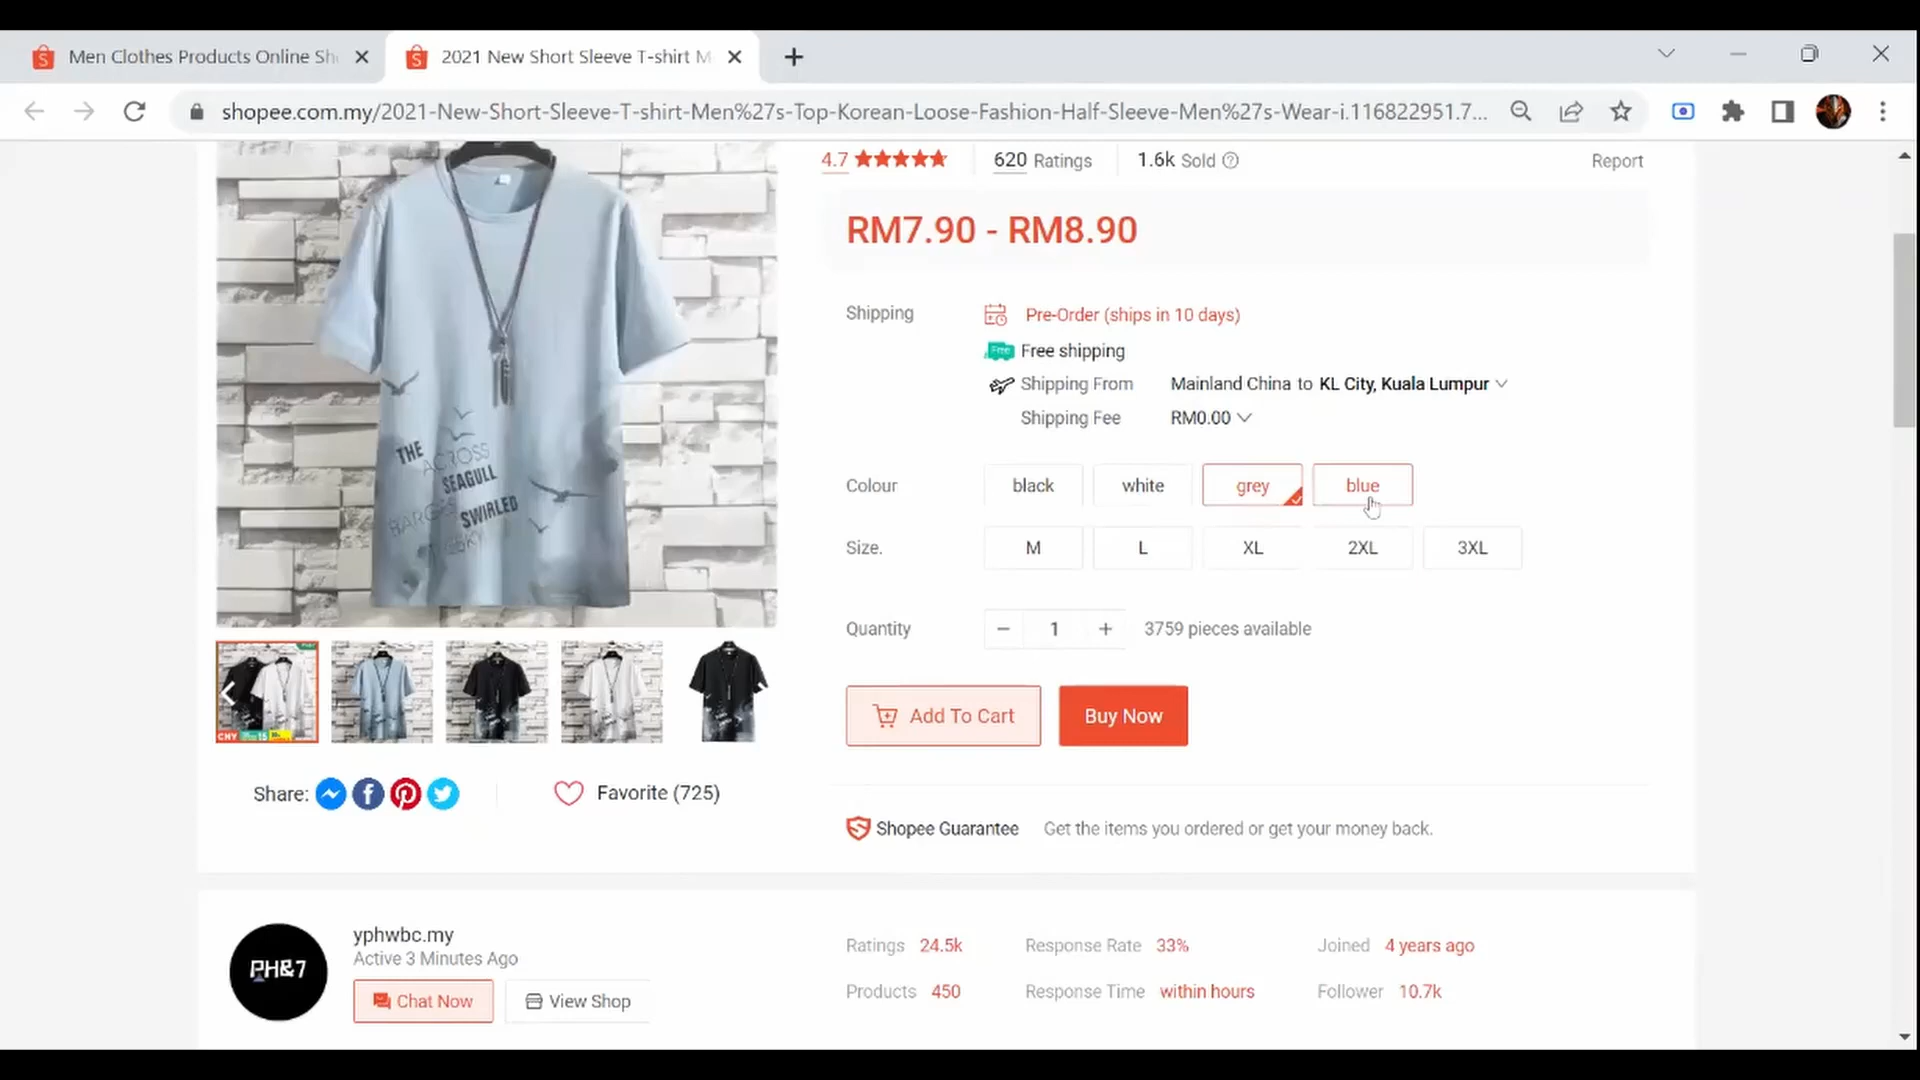 Men Clothes Products Online Sh
2021 New Short Sleeve T-shirt M
shopee.com.my/2021-New-Short-Sleeve-T-shirt-Men%27s-Top-Korean-Loose-Fashion-Half-Sleeve-Men%27s-Wear-i.116822951.7...
4.7
620 Ratings
1.6k Sold
Report
RM7.90 - RM8.90
Shipping
Pre-Order (ships in 10 days)
Free Free shipping
Shipping From Mainland China to KL City, Kuala Lumpur
Shipping Fee RM0.00
Colour black white grey blue
Size. M L XL 2XL 3XL
Quantity − 1 + 3759 pieces available
Add To Cart Buy Now
THE
ACROSS
SEAGULL
SWIRLED
CNY
Share: Favorite (725)
Shopee Guarantee Get the items you ordered or get your money back.
PH&7
yphwbc.my
Active 3 Minutes Ago
Chat Now View Shop
Ratings 24.5k Response Rate 33% Joined 4 years ago
Products 450 Response Time within hours Follower 10.7k